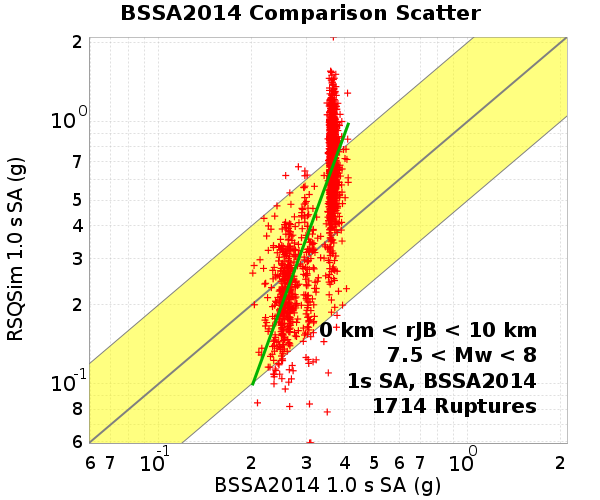 BSSA2014 Comparison Scatter
RSQSim 1.0 s SA (g)
2
10^0
7
5
4
3
2
10^-1
8
6
0 km < rJB < 10 km
7.5 < Mw < 8
1s SA, BSSA2014
1714 Ruptures
6 7 10^-1 2 3 4 5 6 7 10^0 2
BSSA2014 1.0 s SA (g)